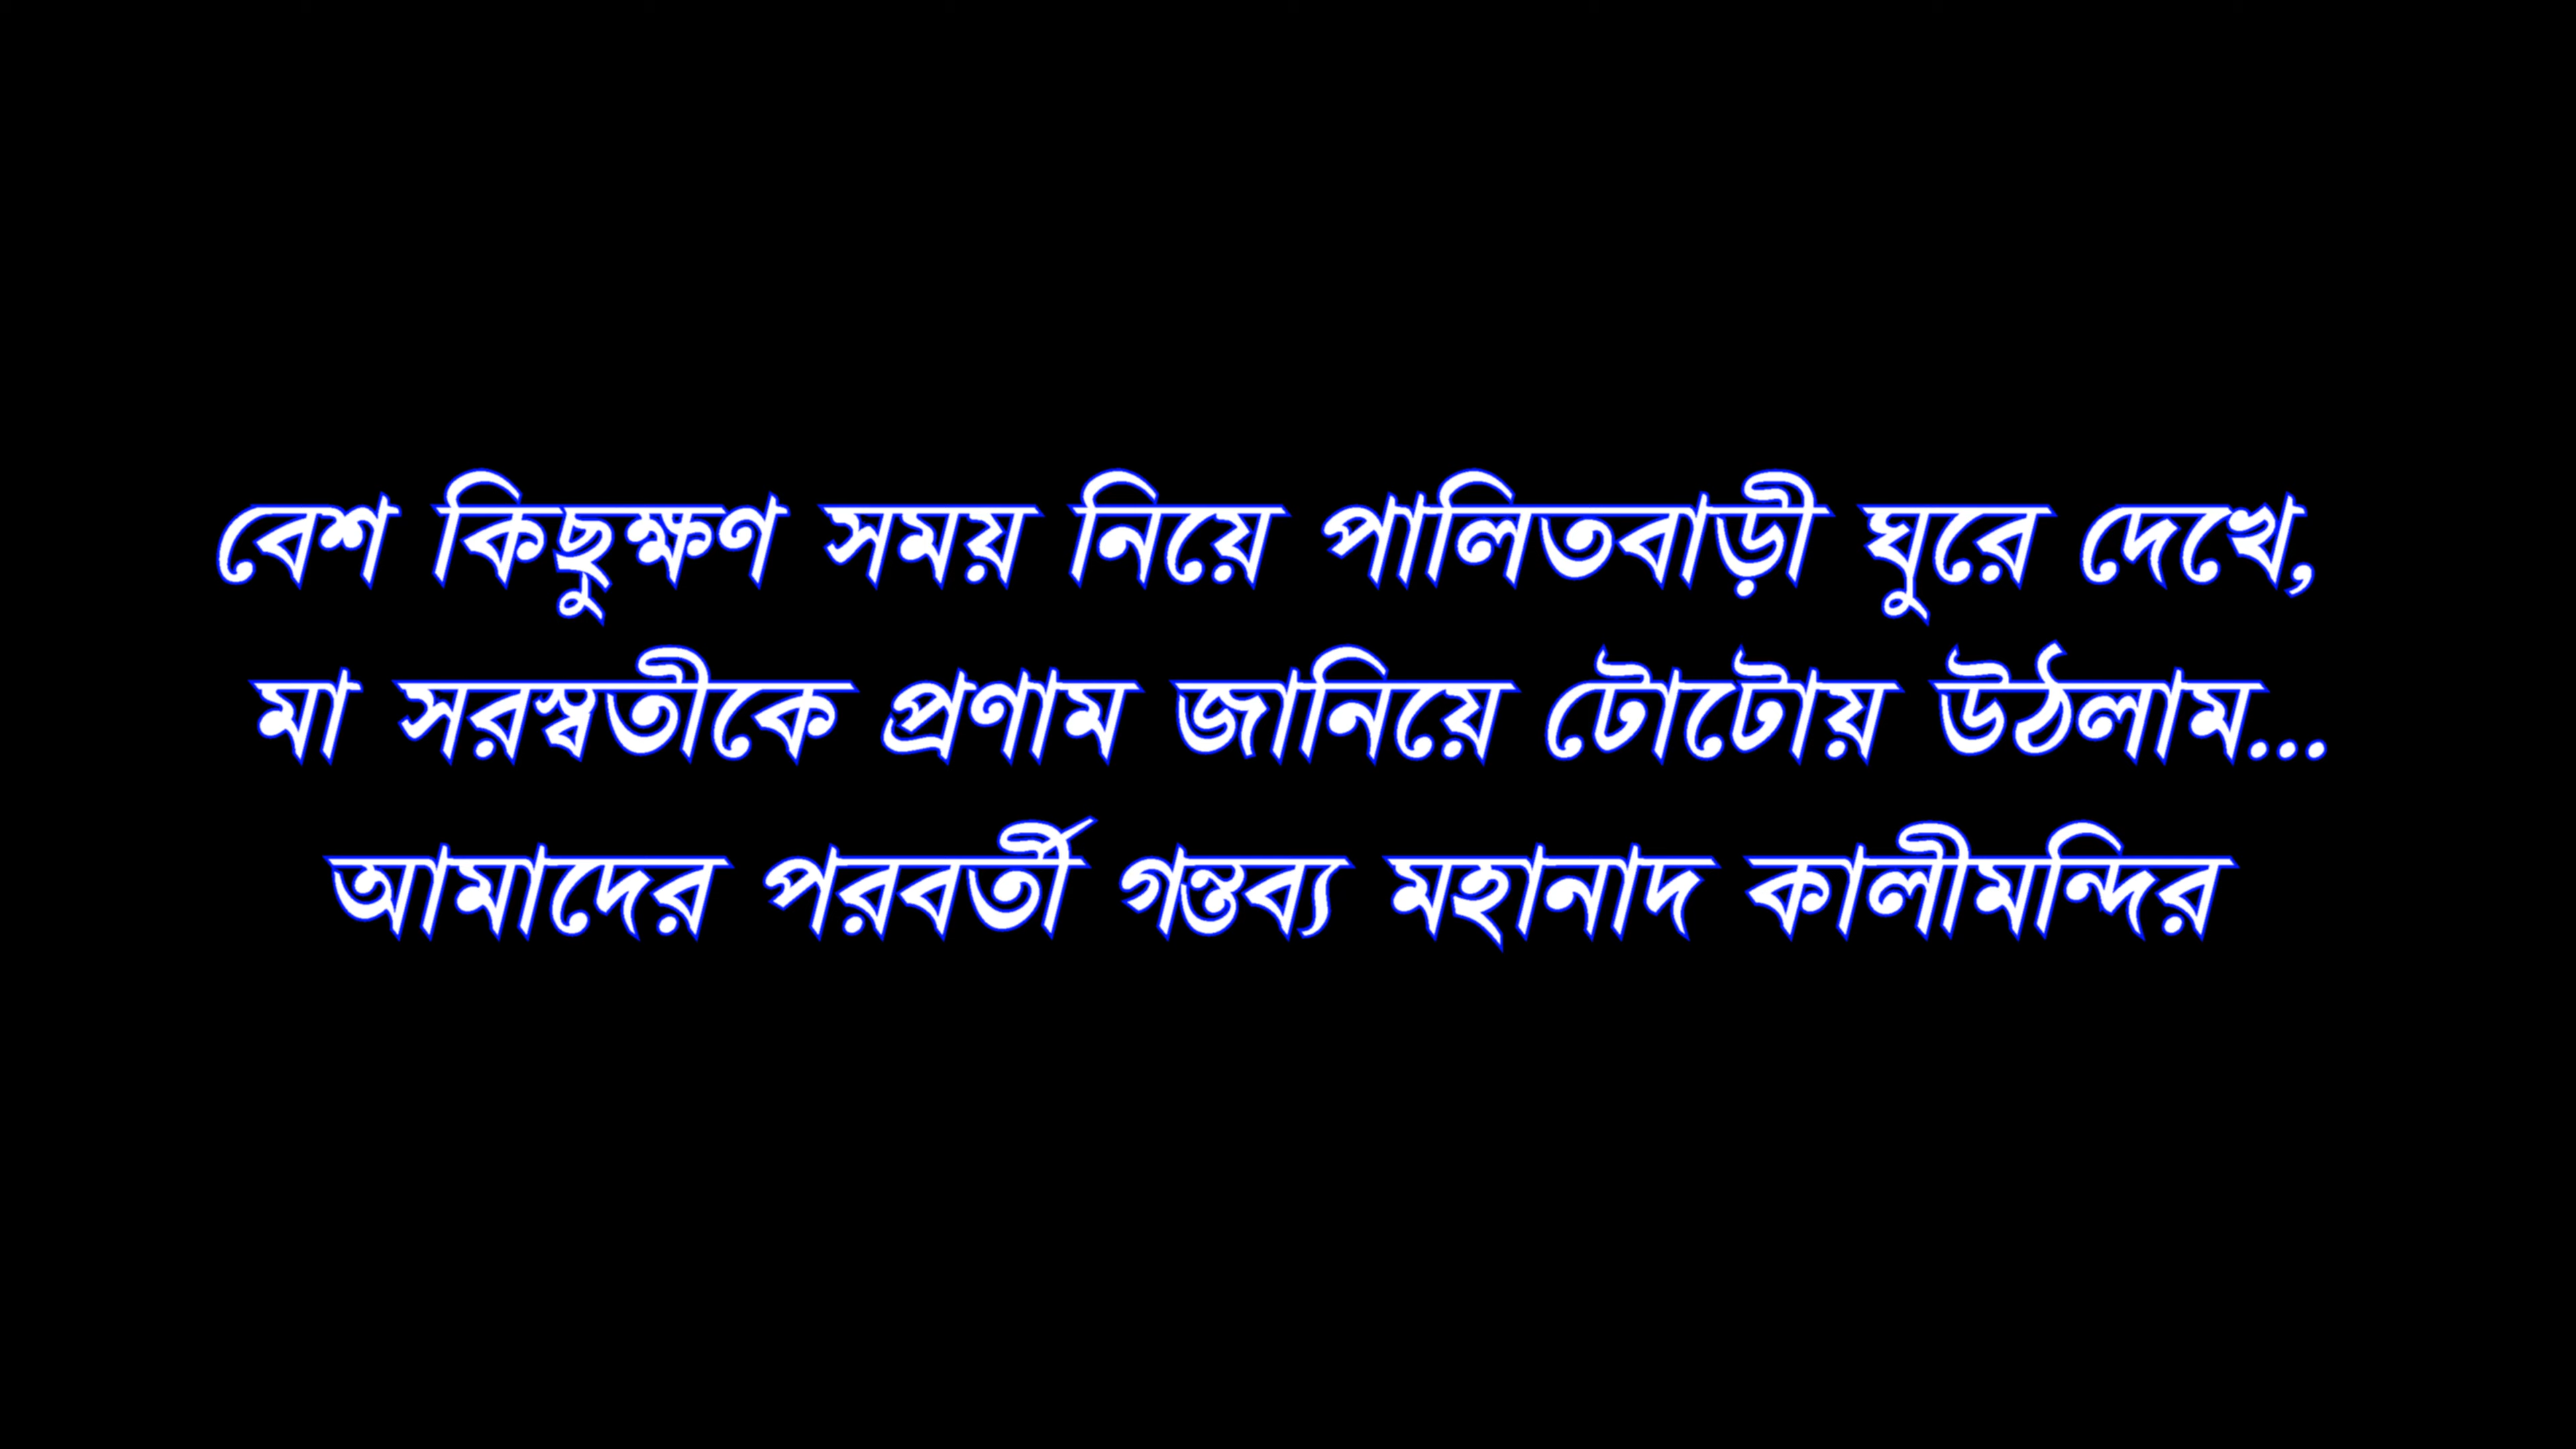 বেশ কিছুক্ষণ সময় নিয়ে পালিতবাড়ী ঘুরে দেখে,
মা সরস্বতীকে প্রণাম জানিয়ে টোটোয় উঠলাম...
আমাদের পরবর্তী গন্তব্য মহানাদ কালীমন্দির